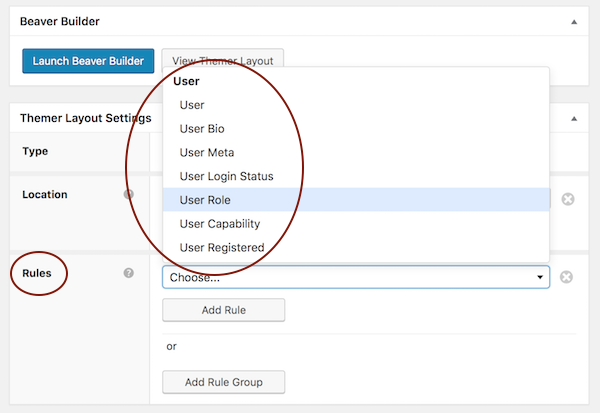 Beaver Builder
Launch Beaver Builder
View Themer Layout
User
Themer Layout Settings
User
User Bio
Type
User Meta
User Login Status
Location
User Role
User Capability
User Registered
Rules
Choose...
Add Rule
or
Add Rule Group